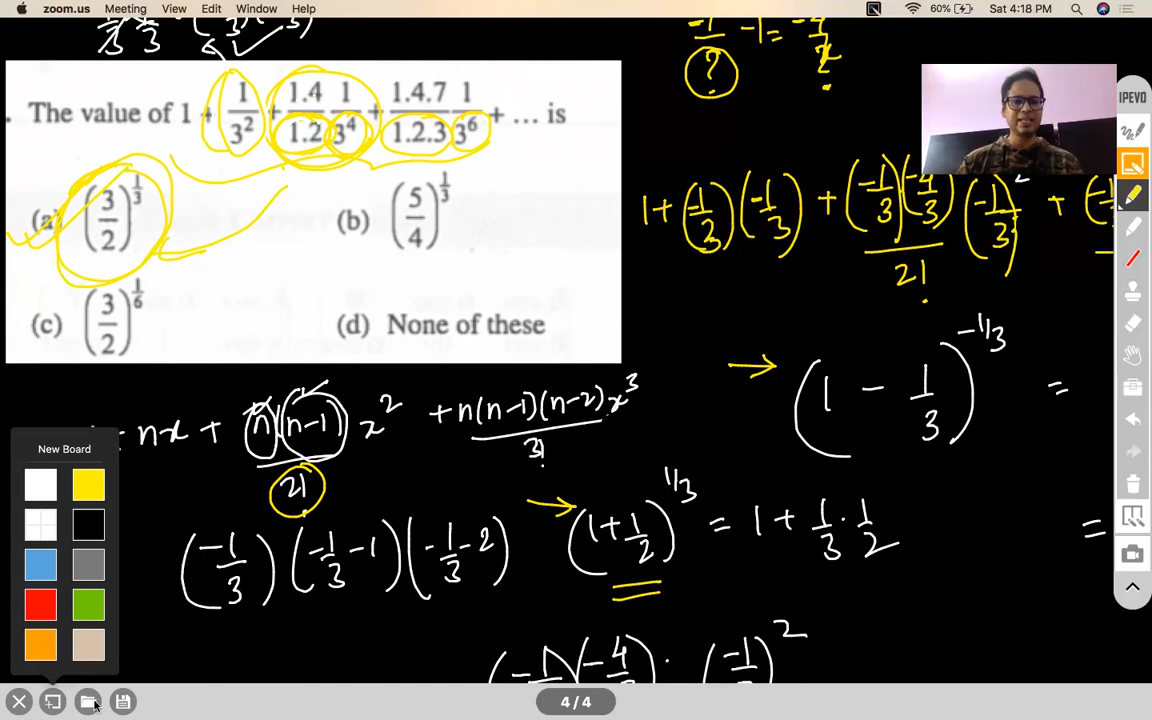 zoom.us Meeting View Edit Window Help 60% Sat 4:18 PM
-1/3 -1 = -4/3
?
The value of 1 + 1/3² + 1.4/1.2 1/3⁴ + 1.4.7/1.2.3 1/3⁶ + ... is
(a) (3/2)^1/3 (b) (5/4)^1/3
(c) (3/2)^1/6 (d) None of these
IPEVO
1 + (-1/3)(-1/3) + (-1/3)(-4/3)/2! (-1/3)² +
(1 - 1/3)^-1/3 =
nx + n(n-1)/2! x² + n(n-1)(n-2)x³/3!
New Board
(-1/3)(-1/3-1)(-1/3-2)
(1+1/2)^1/3 = 1 + 1/3 . 1/2
=
4/4